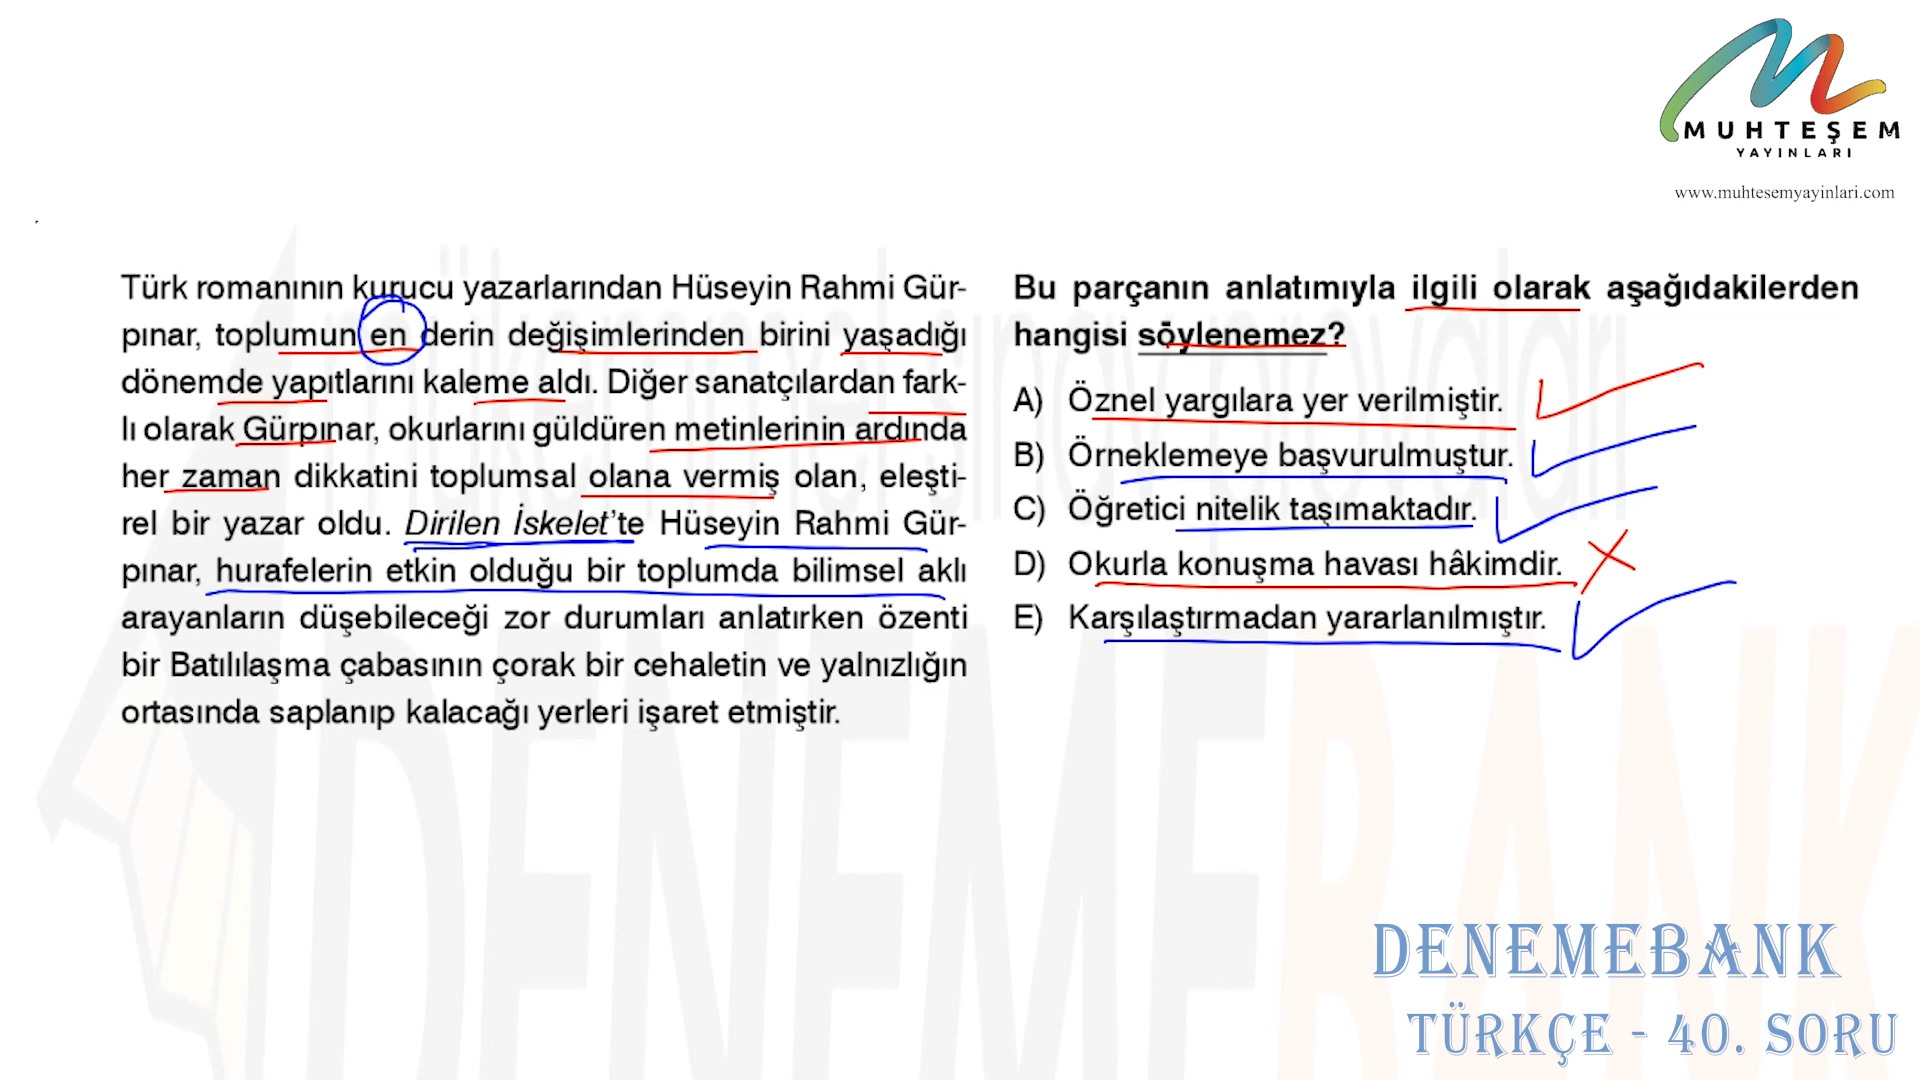 MUHTEŞEM
YAYINLARI
www.muhtesemyayinlari.com
Türk romanının kurucu yazarlarından Hüseyin Rahmi Gür-
pınar, toplumun en derin değişimlerinden birini yaşadığı
dönemde yapıtlarını kaleme aldı. Diğer sanatçılardan fark-
lı olarak Gürpınar, okurlarını güldüren metinlerinin ardında
her zaman dikkatini toplumsal olana vermiş olan, eleşti-
rel bir yazar oldu. Dirilen İskelet’te Hüseyin Rahmi Gür-
pınar, hurafelerin etkin olduğu bir toplumda bilimsel aklı
arayanların düşebileceği zor durumları anlatırken özenti
bir Batılılaşma çabasının çorak bir cehaletin ve yalnızlığın
ortasında saplanıp kalacağı yerleri işaret etmiştir.
Bu parçanın anlatımıyla ilgili olarak aşağıdakilerden
hangisi söylenemez?
A) Öznel yargılara yer verilmiştir.
B) Örneklemeye başvurulmuştur.
C) Öğretici nitelik taşımaktadır.
D) Okurla konuşma havası hâkimdir.
E) Karşılaştırmadan yararlanılmıştır.
DENEMEBANK
DENEMEBANK
TÜRKÇE - 40. SORU